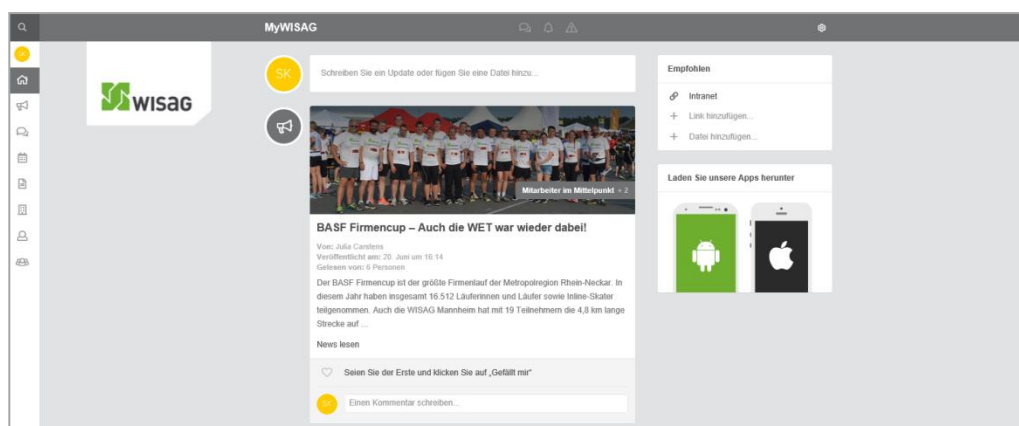 MyWISAG
SK
WISAG
SK
Schreiben Sie ein Update oder fügen Sie eine Datei hinzu...
Mitarbeiter im Mittelpunkt + 2
BASF Firmencup – Auch die WET war wieder dabei!
Von: Julia Carstens
Veröffentlicht am: 20. Juni um 16:14
Gelesen von: 6 Personen
Der BASF Firmencup ist der größte Firmenlauf der Metropolregion Rhein-Neckar. In
diesem Jahr haben insgesamt 16.512 Läuferinnen und Läufer sowie Inline-Skater
teilgenommen. Auch die WISAG Mannheim hat mit 19 Teilnehmern die 4,8 km lange
Strecke auf ...
News lesen
Seien Sie der Erste und klicken Sie auf „Gefällt mir“
SK
Einen Kommentar schreiben...
Empfohlen
Intranet
Link hinzufügen...
Datei hinzufügen...
Laden Sie unsere Apps herunter